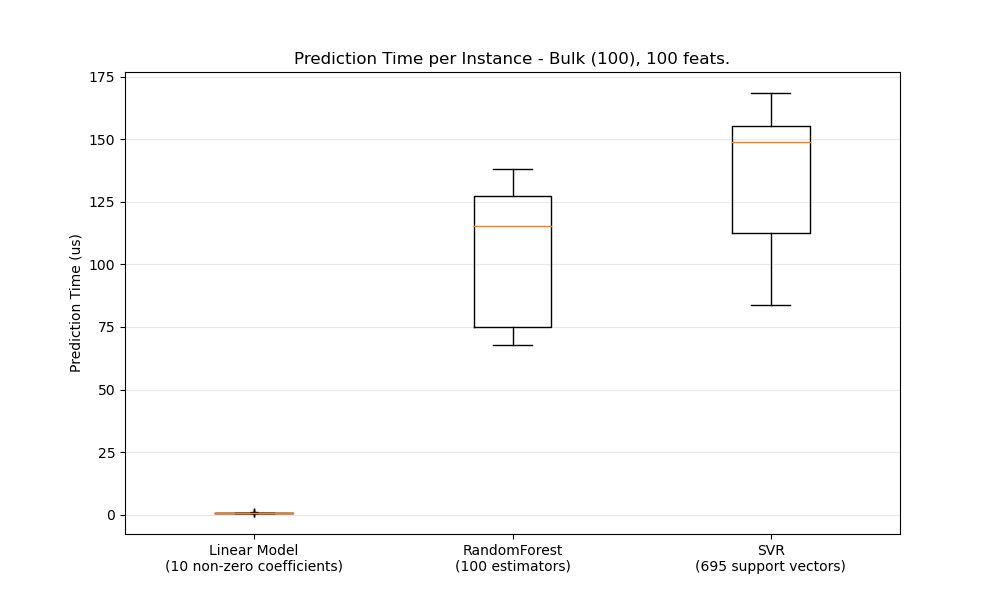 Prediction Time per Instance - Bulk (100), 100 feats.
175
150
125
100
75
50
25
0
Prediction Time (us)
Linear Model
(10 non-zero coefficients)
RandomForest
(100 estimators)
SVR
(695 support vectors)